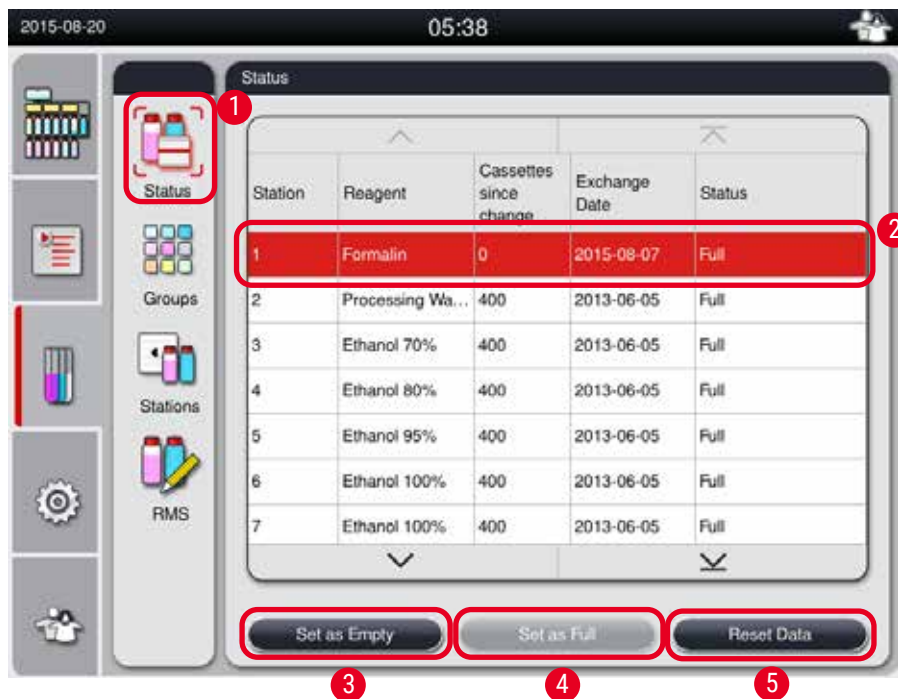 2015-08-20 05:38
Status
1
Status
Groups
Stations
RMS
Station Reagent Cassettes since change Exchange Date Status
2
1 Formalin 0 2015-08-07 Full
2 Processing Wa... 400 2013-06-05 Full
3 Ethanol 70% 400 2013-06-05 Full
4 Ethanol 80% 400 2013-06-05 Full
5 Ethanol 95% 400 2013-06-05 Full
6 Ethanol 100% 400 2013-06-05 Full
7 Ethanol 100% 400 2013-06-05 Full
Set as Empty Set as Full Reset Data
3 4 5